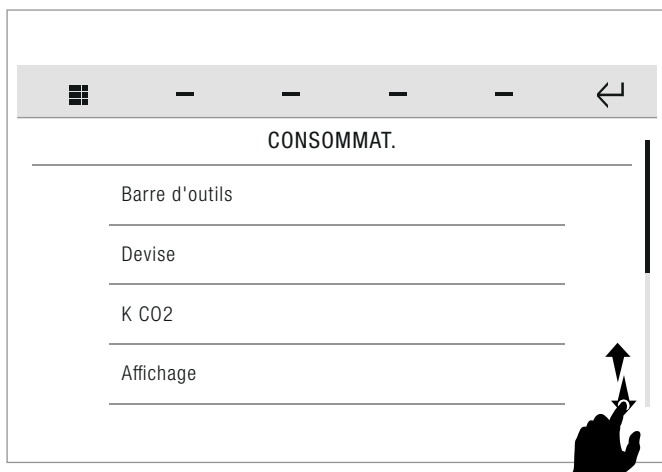 CONSOMMAT.
Barre d'outils
Devise
K CO2
Affichage